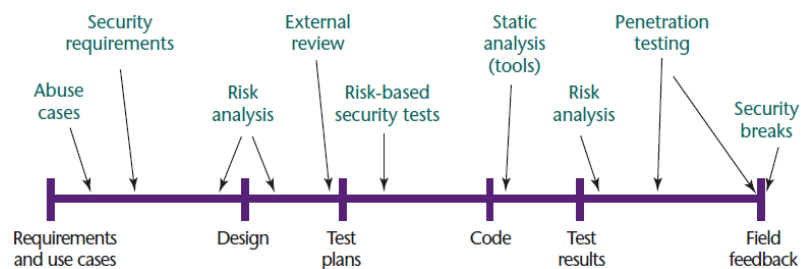 Security
requirements
External
review
Static
analysis
(tools)
Penetration
testing
Abuse
cases
Risk
analysis
Risk-based
security tests
Risk
analysis
Security
breaks
Requirements
and use cases
Design
Test
plans
Code
Test
results
Field
feedback